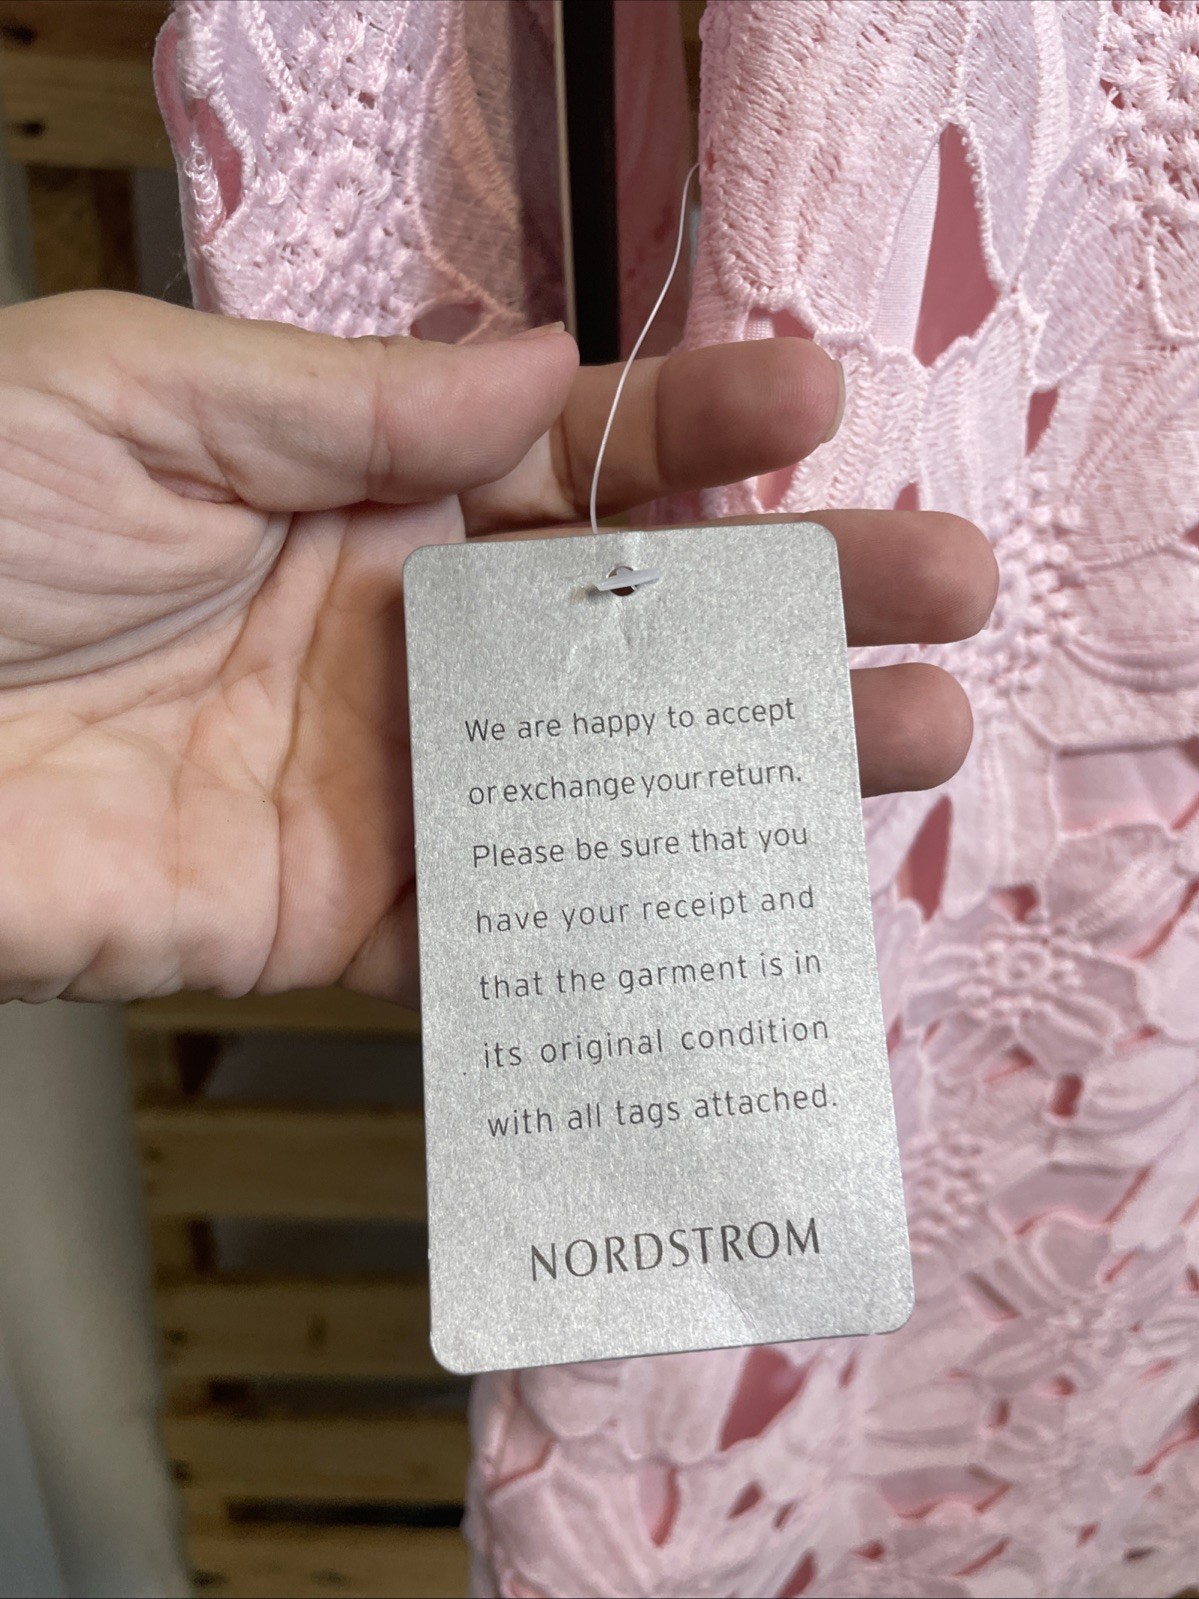 We are happy to accept
or exchange your return.
Please be sure that you
have your receipt and
that the garment is in
its original condition
with all tags attached.
NORDSTROM